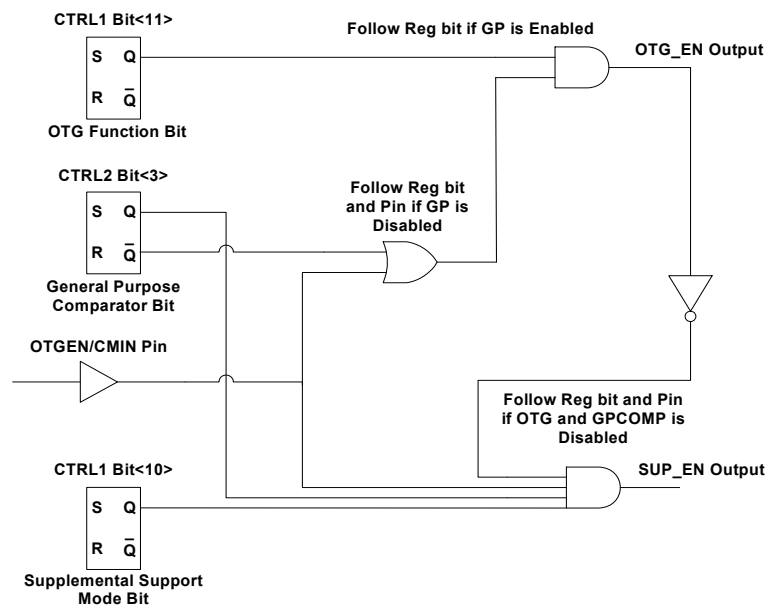 CTRL1 Bit<11>
S Q
R Q̅
OTG Function Bit
Follow Reg bit if GP is Enabled
OTG_EN Output
CTRL2 Bit<3>
S Q
R Q̅
General Purpose
Comparator Bit
Follow Reg bit
and Pin if GP is
Disabled
OTGEN/CMIN Pin
Follow Reg bit and Pin
if OTG and GPCOMP is
Disabled
CTRL1 Bit<10>
S Q
R Q̅
Supplemental Support
Mode Bit
SUP_EN Output